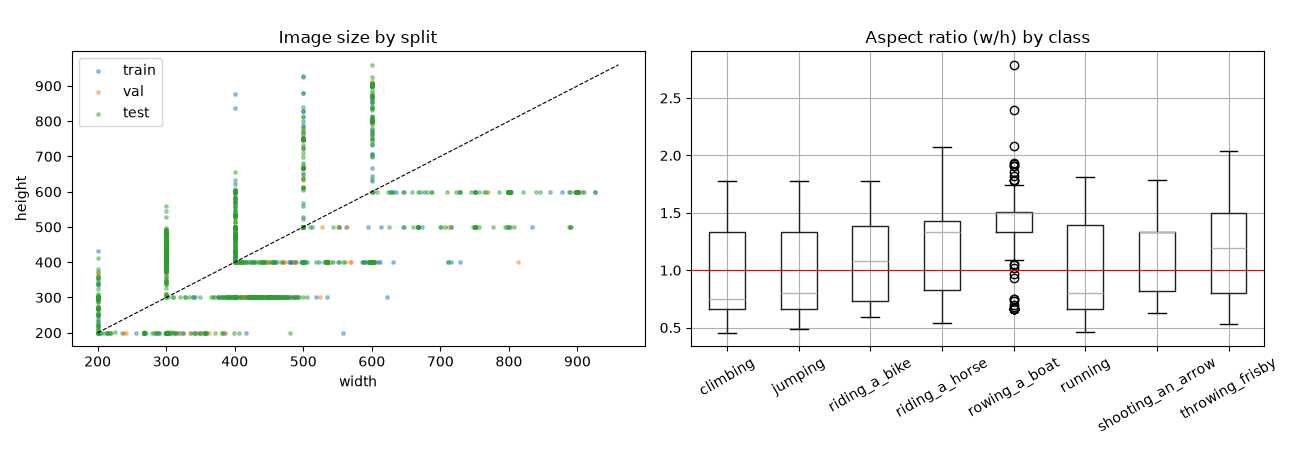 Image size by split
train
val
test
height
900
800
700
600
500
400
300
200
200 300 400 500 600 700 800 900
width
Aspect ratio (w/h) by class
2.5
2.0
1.5
1.0
0.5
climbing
jumping
riding_a_bike
riding_a_horse
rowing_a_boat
running
shooting_an_arrow
throwing_frisby